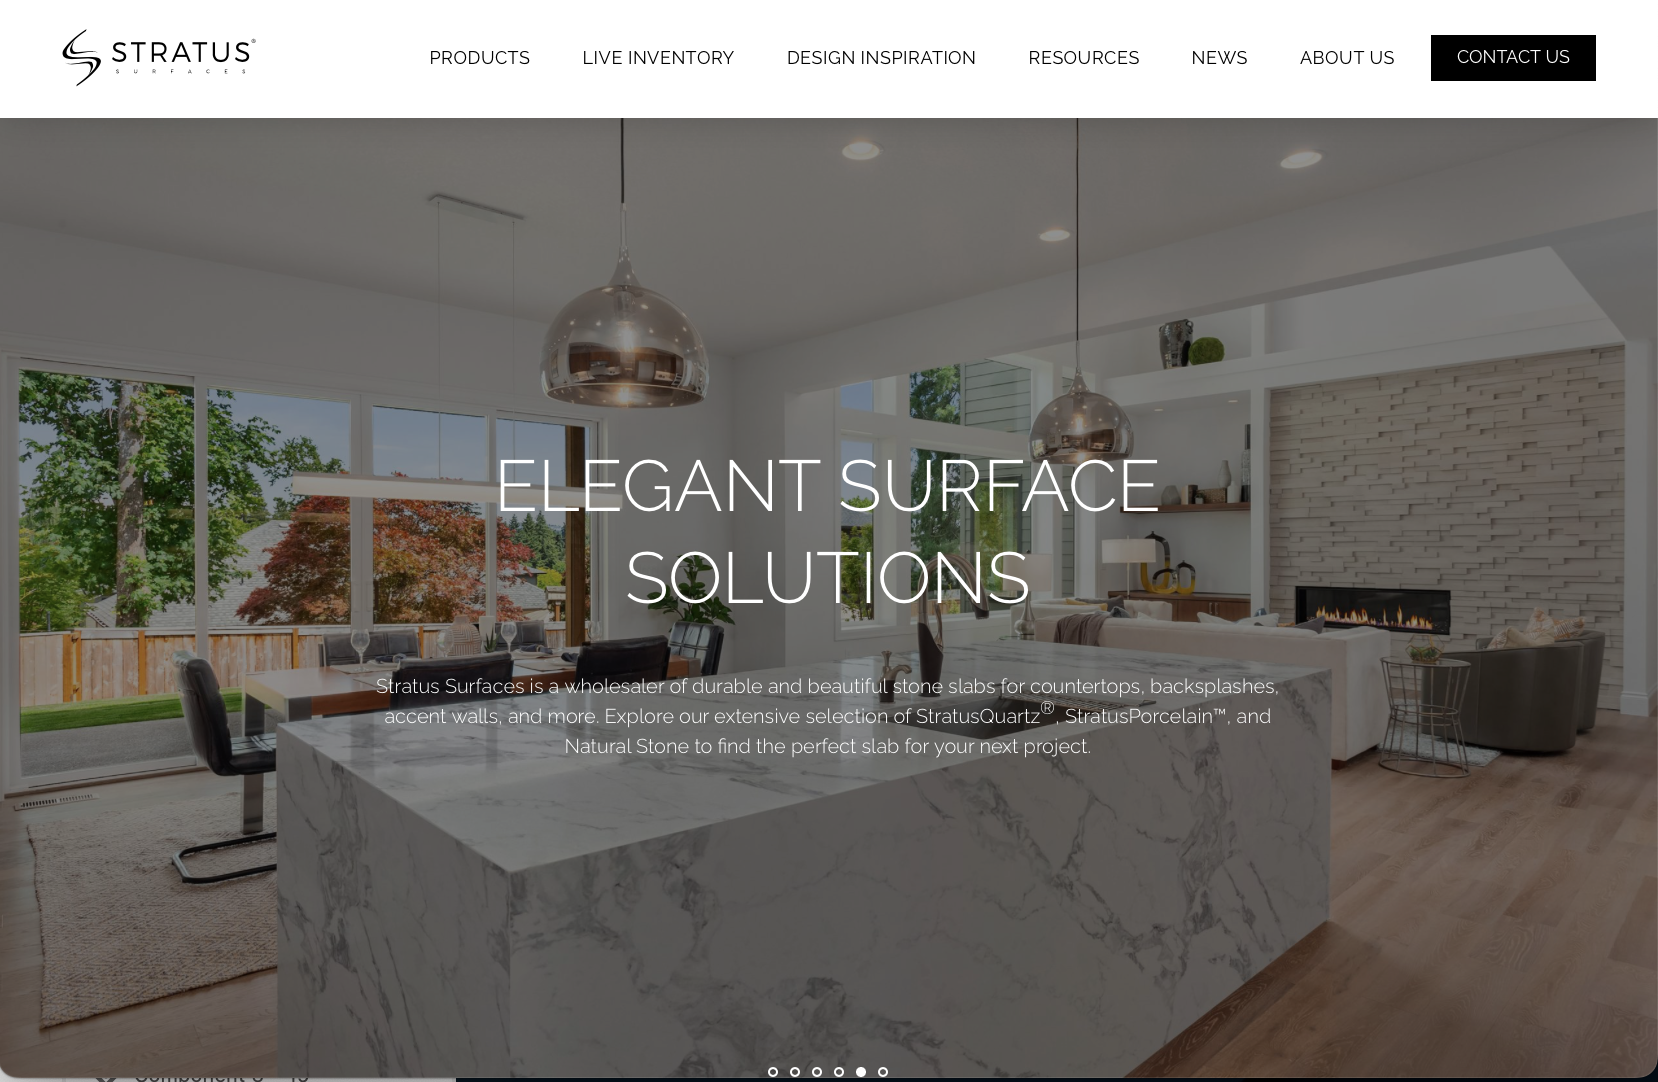 STRATUS®
SURFACES
PRODUCTS
LIVE INVENTORY
DESIGN INSPIRATION
RESOURCES
NEWS
ABOUT US
CONTACT US
ELEGANT SURFACE
SOLUTIONS
Stratus Surfaces is a wholesaler of durable and beautiful stone slabs for countertops, backsplashes,
accent walls, and more. Explore our extensive selection of StratusQuartz®, StratusPorcelain™, and
Natural Stone to find the perfect slab for your next project.